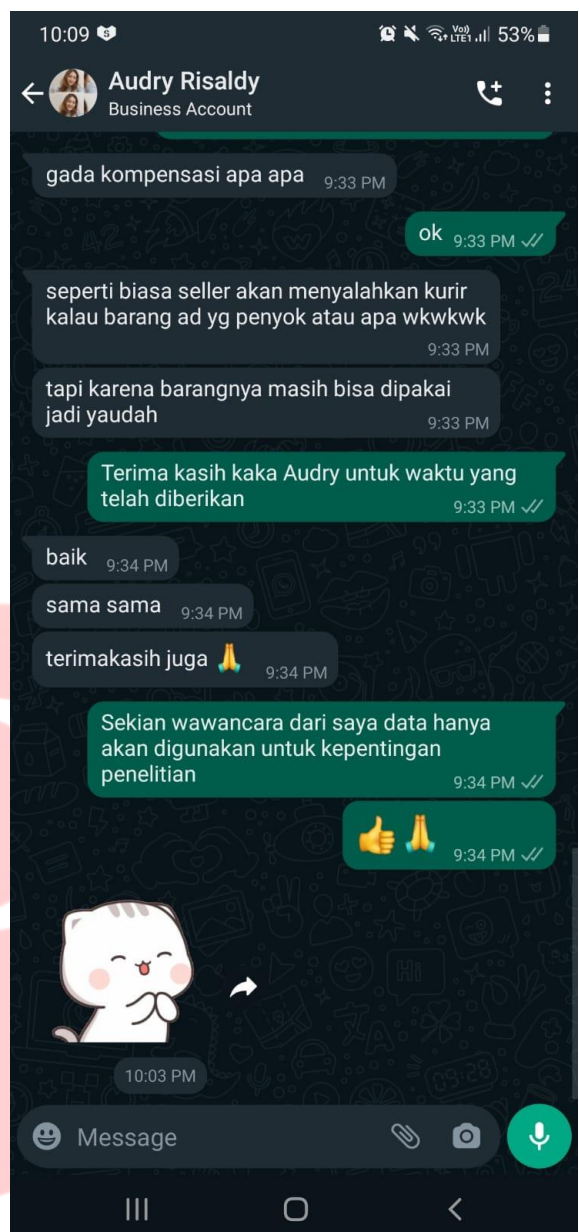 10:09
53%
Audry Risaldy
Business Account
gada kompensasi apa apa 9:33 PM
ok 9:33 PM
seperti biasa seller akan menyalahkan kurir
kalau barang ad yg penyok atau apa wkwkwk
9:33 PM
tapi karena barangnya masih bisa dipakai
jadi yaudah 9:33 PM
Terima kasih kaka Audry untuk waktu yang
telah diberikan 9:33 PM
baik 9:34 PM
sama sama 9:34 PM
terimakasih juga 🙏 9:34 PM
Sekian wawancara dari saya data hanya
akan digunakan untuk kepentingan
penelitian 9:34 PM
👍🙏 9:34 PM
10:03 PM
Message